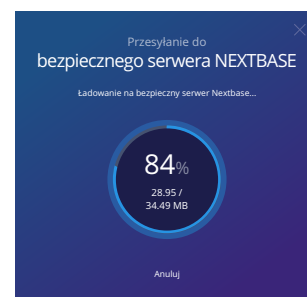 Przesyłanie do
bezpiecznego serwera NEXTBASE
Ładowanie na bezpieczny serwer Nextbase...
84%
28.95 /
34.49 MB
Anuluj